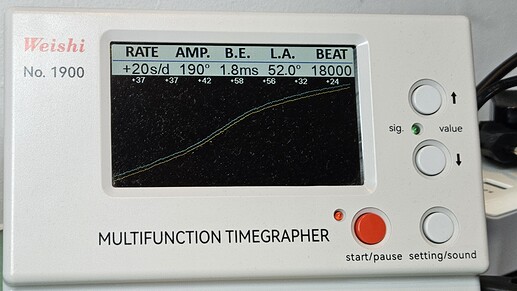 Weishi
No. 1900
RATE AMP. B.E. L.A. BEAT
+20s/d 190° 1.8ms 52.0° 18000
+37 +37 +42 +58 +56 +32 +24
sig. value
MULTIFUNCTION TIMEGRAPHER
start/pause setting/sound